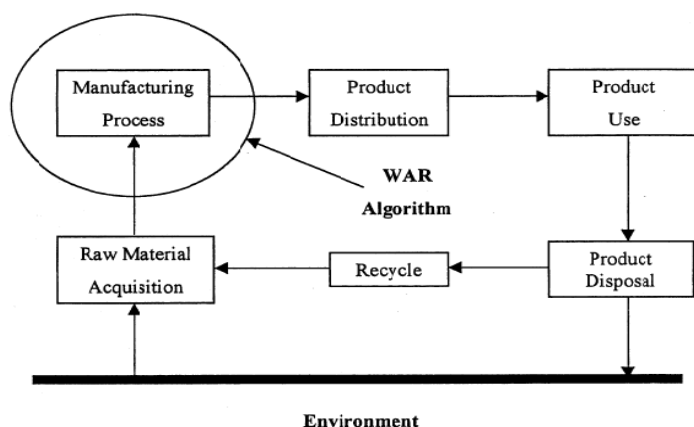 Manufacturing
Process
Product
Distribution
Product
Use
WAR
Algorithm
Raw Material
Acquisition
Recycle
Product
Disposal
Environment